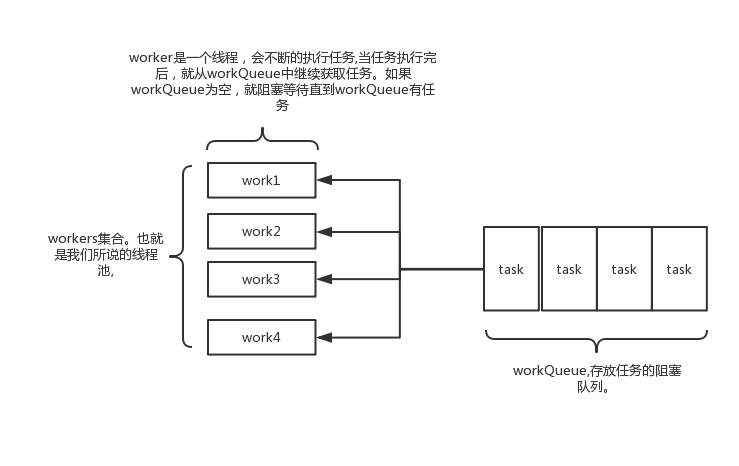 worker是一个线程，会不断的执行任务,当任务执行完
后，就从workQueue中继续获取任务。如果
workQueue为空，就阻塞等待直到workQueue有任
务
work1
work2
workers集合。也就
是我们所说的线程
池,
work3
work4
task
task
task
task
workQueue,存放任务的阻塞
队列。